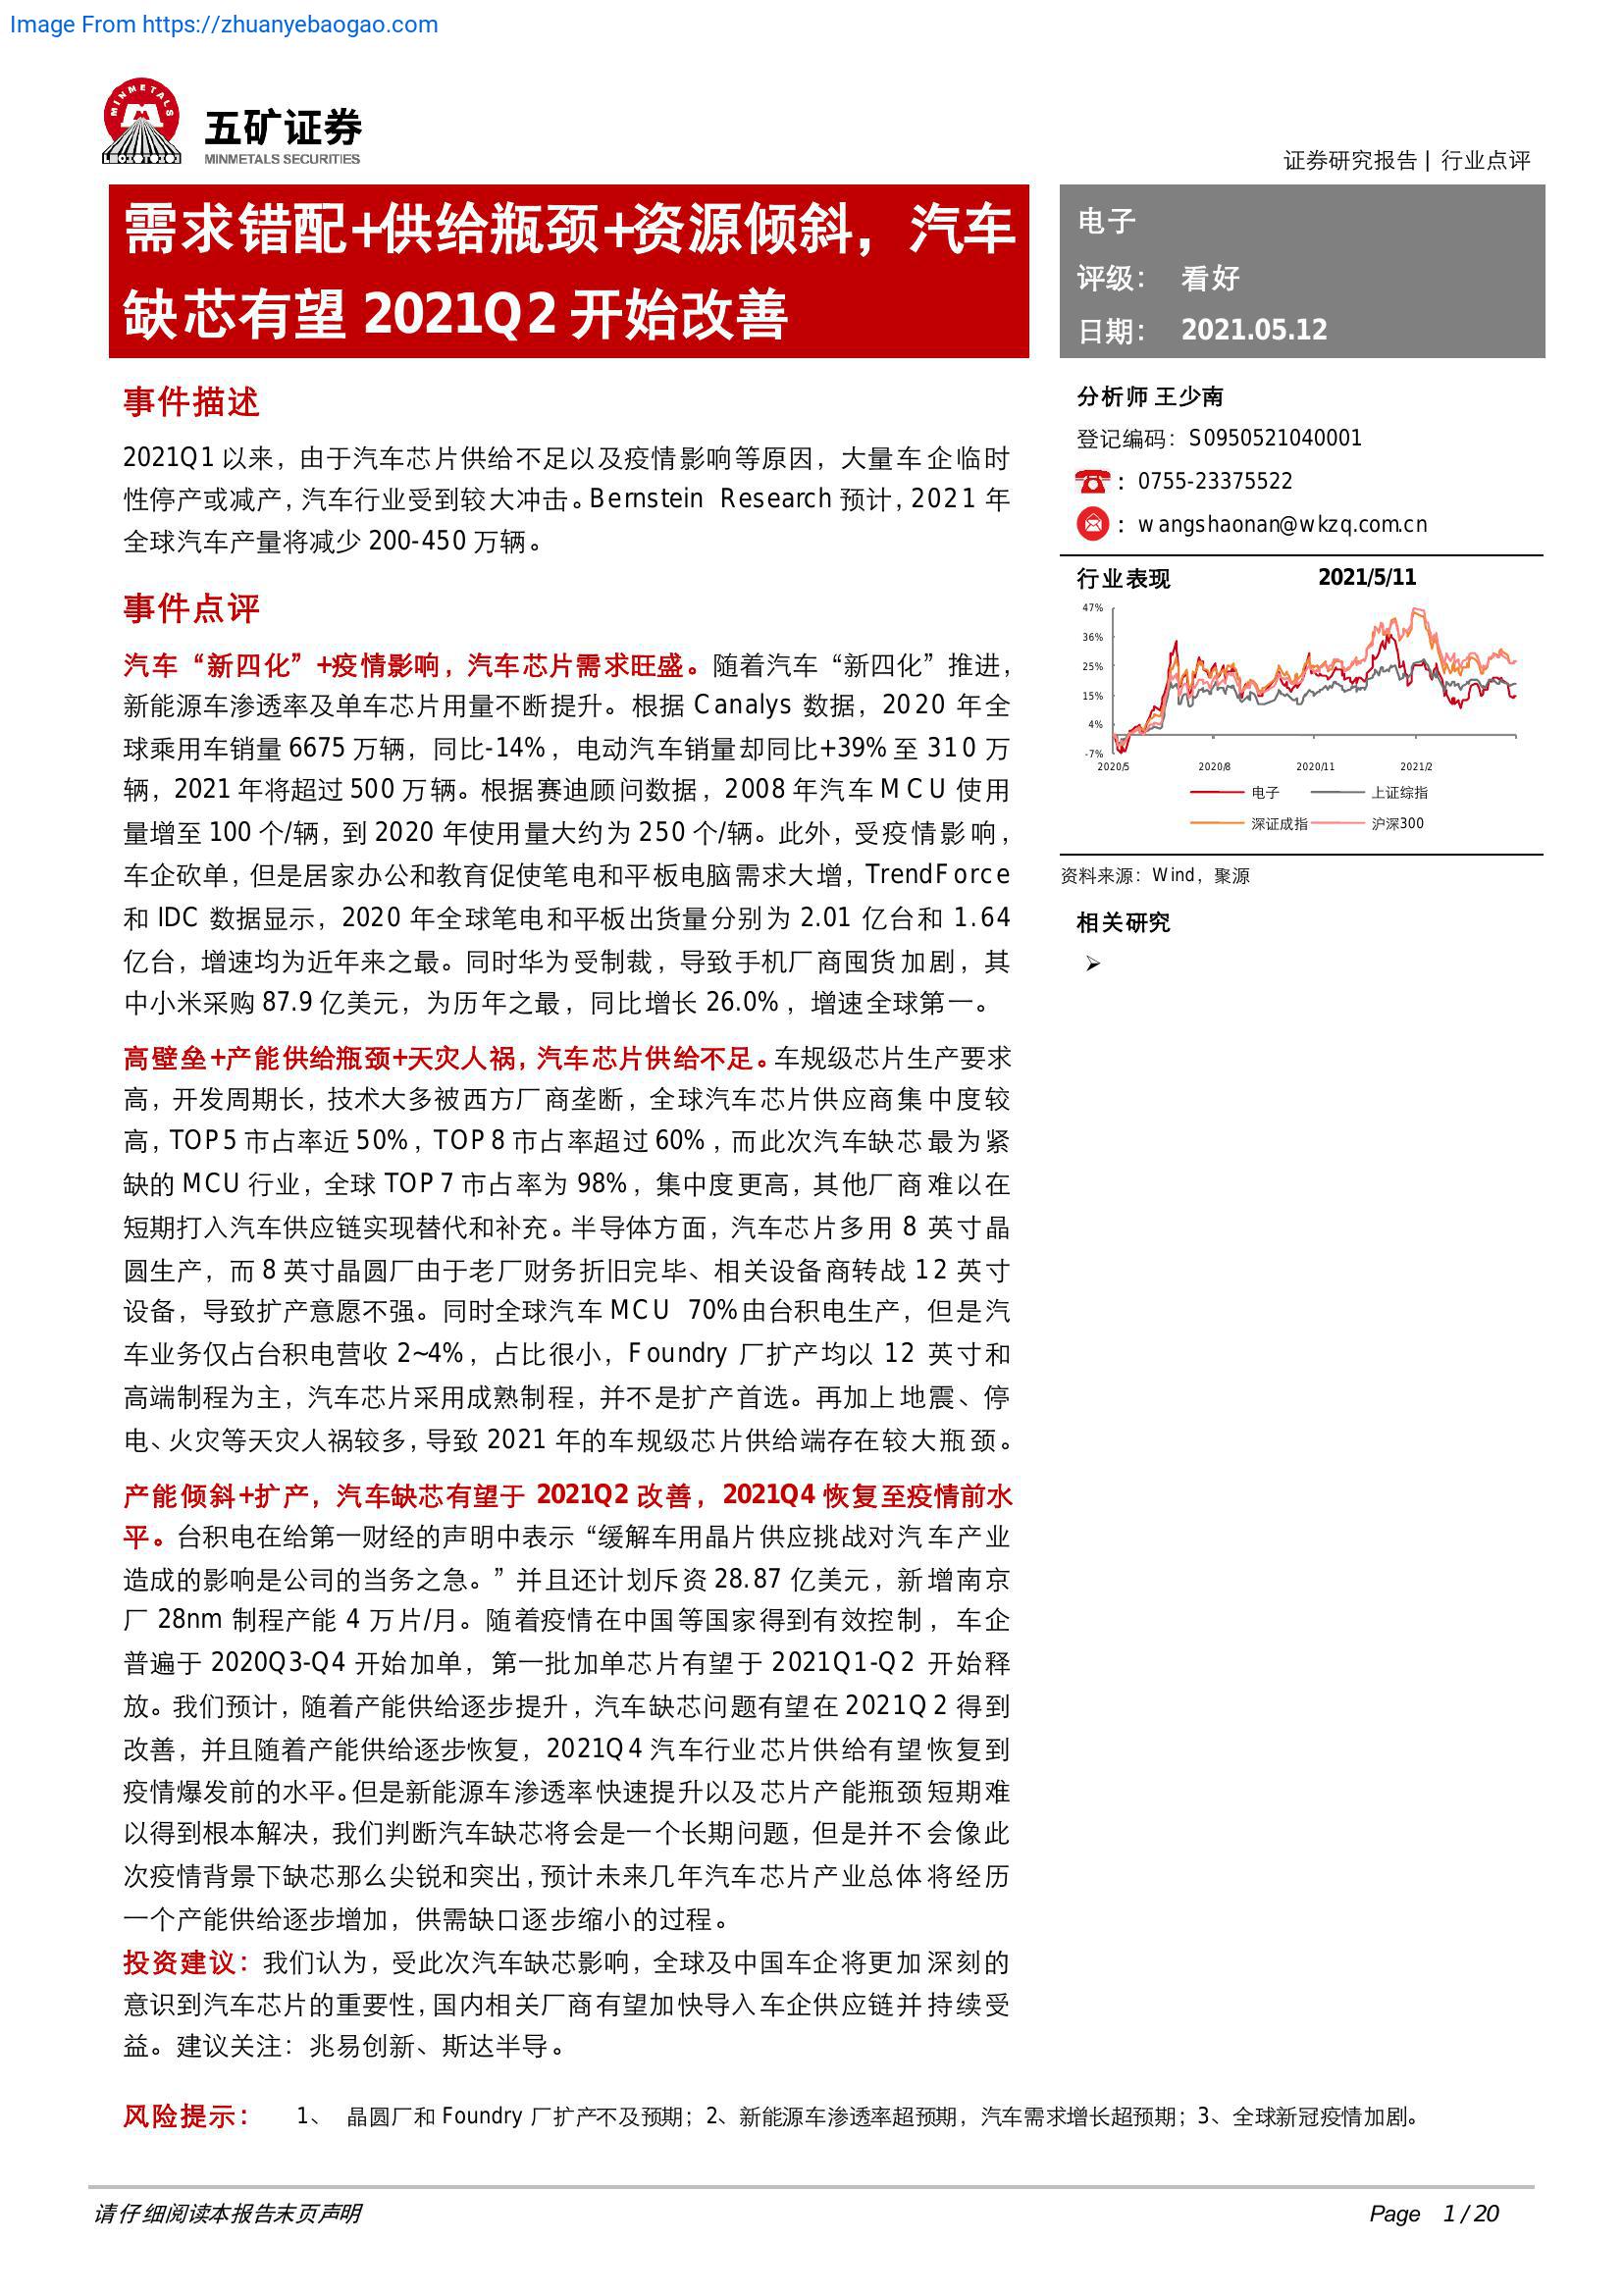 Image From https://zhuanyebaogao.com
MINMETALS
五矿证券
MINMETALS SECURITIES
证券研究报告 | 行业点评
需求错配+供给瓶颈+资源倾斜，汽车
缺芯有望 2021Q2 开始改善
电子
评级： 看好
日期： 2021.05.12
事件描述
2021Q1 以来，由于汽车芯片供给不足以及疫情影响等原因，大量车企临时
性停产或减产，汽车行业受到较大冲击。Bernstein Research 预计，2021 年
全球汽车产量将减少 200-450 万辆。
事件点评
汽车“新四化”+疫情影响，汽车芯片需求旺盛。随着汽车“新四化”推进，
新能源车渗透率及单车芯片用量不断提升。根据 Canalys 数据，2020 年全
球乘用车销量 6675 万辆，同比-14%，电动汽车销量却同比+39%至 310 万
辆，2021 年将超过 500 万辆。根据赛迪顾问数据，2008 年汽车 MCU 使用
量增至 100 个/辆，到 2020 年使用量大约为 250 个/辆。此外，受疫情影响，
车企砍单，但是居家办公和教育促使笔电和平板电脑需求大增，TrendForce
和 IDC 数据显示，2020 年全球笔电和平板出货量分别为 2.01 亿台和 1.64
亿台，增速均为近年来之最。同时华为受制裁，导致手机厂商囤货加剧，其
中小米采购 87.9 亿美元，为历年之最，同比增长 26.0%，增速全球第一。
高壁垒+产能供给瓶颈+天灾人祸，汽车芯片供给不足。车规级芯片生产要求
高，开发周期长，技术大多被西方厂商垄断，全球汽车芯片供应商集中度较
高，TOP5 市占率近 50%，TOP8 市占率超过 60%，而此次汽车缺芯最为紧
缺的 MCU 行业，全球 TOP7 市占率为 98%，集中度更高，其他厂商难以在
短期打入汽车供应链实现替代和补充。半导体方面，汽车芯片多用 8 英寸晶
圆生产，而 8 英寸晶圆厂由于老厂财务折旧完毕、相关设备商转战 12 英寸
设备，导致扩产意愿不强。同时全球汽车 MCU 70%由台积电生产，但是汽
车业务仅占台积电营收 2~4%，占比很小，Foundry 厂扩产均以 12 英寸和
高端制程为主，汽车芯片采用成熟制程，并不是扩产首选。再加上地震、停
电、火灾等天灾人祸较多，导致 2021 年的车规级芯片供给端存在较大瓶颈。
产能倾斜+扩产，汽车缺芯有望于 2021Q2 改善，2021Q4 恢复至疫情前水
平。台积电在给第一财经的声明中表示“缓解车用晶片供应挑战对汽车产业
造成的影响是公司的当务之急。”并且还计划斥资 28.87 亿美元，新增南京
厂 28nm 制程产能 4 万片/月。随着疫情在中国等国家得到有效控制，车企
普遍于 2020Q3-Q4 开始加单，第一批加单芯片有望于 2021Q1-Q2 开始释
放。我们预计，随着产能供给逐步提升，汽车缺芯问题有望在 2021Q2 得到
改善，并且随着产能供给逐步恢复，2021Q4 汽车行业芯片供给有望恢复到
疫情爆发前的水平。但是新能源车渗透率快速提升以及芯片产能瓶颈短期难
以得到根本解决，我们判断汽车缺芯将会是一个长期问题，但是并不会像此
次疫情背景下缺芯那么尖锐和突出，预计未来几年汽车芯片产业总体将经历
一个产能供给逐步增加，供需缺口逐步缩小的过程。
投资建议：我们认为，受此次汽车缺芯影响，全球及中国车企将更加深刻的
意识到汽车芯片的重要性，国内相关厂商有望加快导入车企供应链并持续受
益。建议关注：兆易创新、斯达半导。
风险提示： 1、 晶圆厂和 Foundry 厂扩产不及预期；2、新能源车渗透率超预期，汽车需求增长超预期；3、全球新冠疫情加剧。
分析师 王少南
登记编码：S0950521040001
：0755-23375522
：wangshaonan@wkzq.com.cn
行业表现 2021/5/11
47%
36%
25%
15%
4%
-7%
2020/5 2020/8 2020/11 2021/2
电子 上证综指
深证成指 沪深300
资料来源：Wind，聚源
相关研究
请仔细阅读本报告末页声明
Page 1 / 20